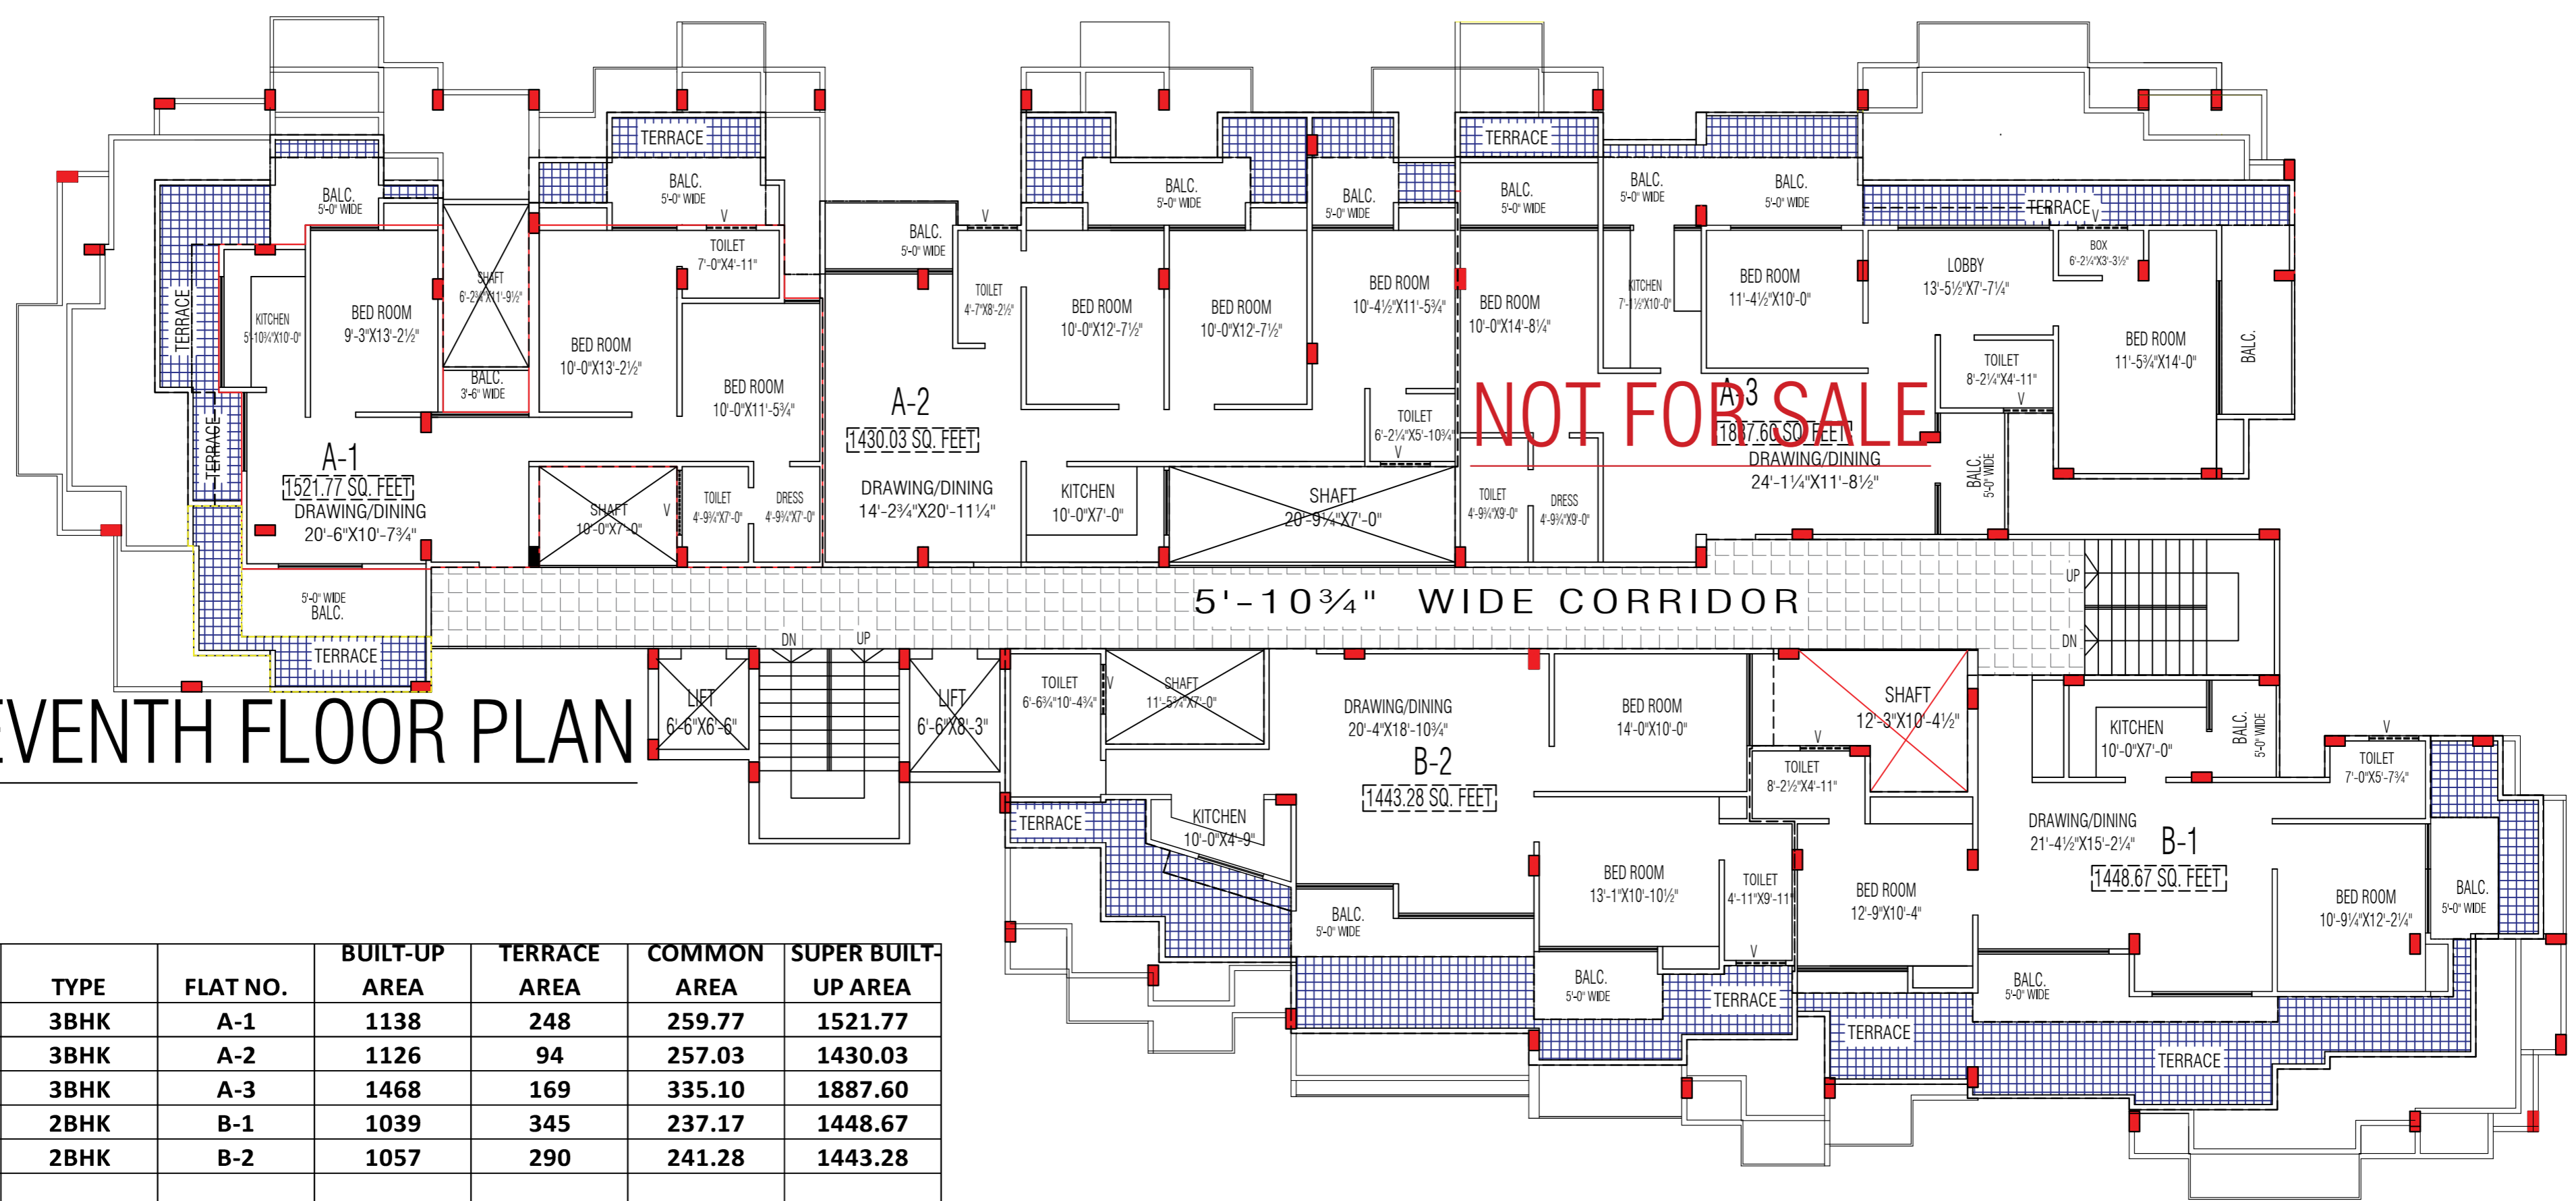 TERRACE
TERRACE
BALC.
5'-0" WIDE
BALC.
5'-0" WIDE
BALC.
5'-0" WIDE
BALC.
5'-0" WIDE
BALC.
5'-0" WIDE
BALC.
5'-0" WIDE
BALC.
5'-0" WIDE
BALC.
5'-0" WIDE
TERRACE
V
V
V
TOILET
7'-0"X4'-11"
BOX
6'-2¼"X3'-3½"
SHAFT
6'-2¾"X11'-9½"
TERRACE
KITCHEN
5'-10¾"X10'-0"
BED ROOM
9'-3"X13'-2½"
BED ROOM
10'-0"X13'-2½"
TOILET
4'-7"X8'-2½"
BED ROOM
10'-0"X12'-7½"
BED ROOM
10'-0"X12'-7½"
BED ROOM
10'-4½"X11'-5¾"
BED ROOM
10'-0"X14'-8¼"
KITCHEN
7'-1½"X10'-0"
BED ROOM
11'-4½"X10'-0"
LOBBY
13'-5½"X7'-7¼"
BED ROOM
11'-5¾"X14'-0"
BALC.
BALC.
3'-6" WIDE
BED ROOM
10'-0"X11'-5¾"
TOILET
8'-2¼"X4'-11"
V
TERRACE
A-1
1521.77 SQ. FEET
DRAWING/DINING
20'-6"X10'-7¾"
A-2
1430.03 SQ. FEET
DRAWING/DINING
14'-2¾"X20'-11¼"
TOILET
6'-2¼"X5'-10¾"
V
NOT FOR SALE
A-3
1887.60 SQ. FEET
DRAWING/DINING
24'-1¼"X11'-8½"
BALC.
5'-0" WIDE
SHAFT
10'-0"X7'-0"
V
TOILET
4'-9¾"X7'-0"
DRESS
4'-9¾"X7'-0"
KITCHEN
10'-0"X7'-0"
SHAFT
20'-9¼"X7'-0"
TOILET
4'-9¾"X9'-0"
DRESS
4'-9¾"X9'-0"
5'-0" WIDE
BALC.
5'-10¾" WIDE CORRIDOR
UP
DN
DN
UP
TERRACE
EVENTH FLOOR PLAN
LIFT
6'-6"X6'-6"
LIFT
6'-6"X8'-3"
TOILET
6'-6¾"10'-4¾"
V
SHAFT
11'-5¾"X7'-0"
DRAWING/DINING
20'-4"X18'-10¾"
B-2
1443.28 SQ. FEET
BED ROOM
14'-0"X10'-0"
SHAFT
12'-3"X10'-4½"
V
TOILET
8'-2½"X4'-11"
KITCHEN
10'-0"X7'-0"
BALC.
5'-0" WIDE
V
TOILET
7'-0"X5'-7¾"
TERRACE
KITCHEN
10'-0"X4'-9"
DRAWING/DINING
21'-4½"X15'-2¼"
B-1
1448.67 SQ. FEET
BED ROOM
13'-1"X10'-10½"
TOILET
4'-11"X9'-11"
V
BED ROOM
12'-9"X10'-4"
BED ROOM
10'-9¼"X12'-2¼"
BALC.
5'-0" WIDE
BALC.
5'-0" WIDE
BALC.
5'-0" WIDE
TERRACE
BALC.
5'-0" WIDE
TERRACE
TERRACE
TYPE FLAT NO. BUILT-UP AREA TERRACE AREA COMMON AREA SUPER BUILT-UP AREA
3BHK A-1 1138 248 259.77 1521.77
3BHK A-2 1126 94 257.03 1430.03
3BHK A-3 1468 169 335.10 1887.60
2BHK B-1 1039 345 237.17 1448.67
2BHK B-2 1057 290 241.28 1443.28